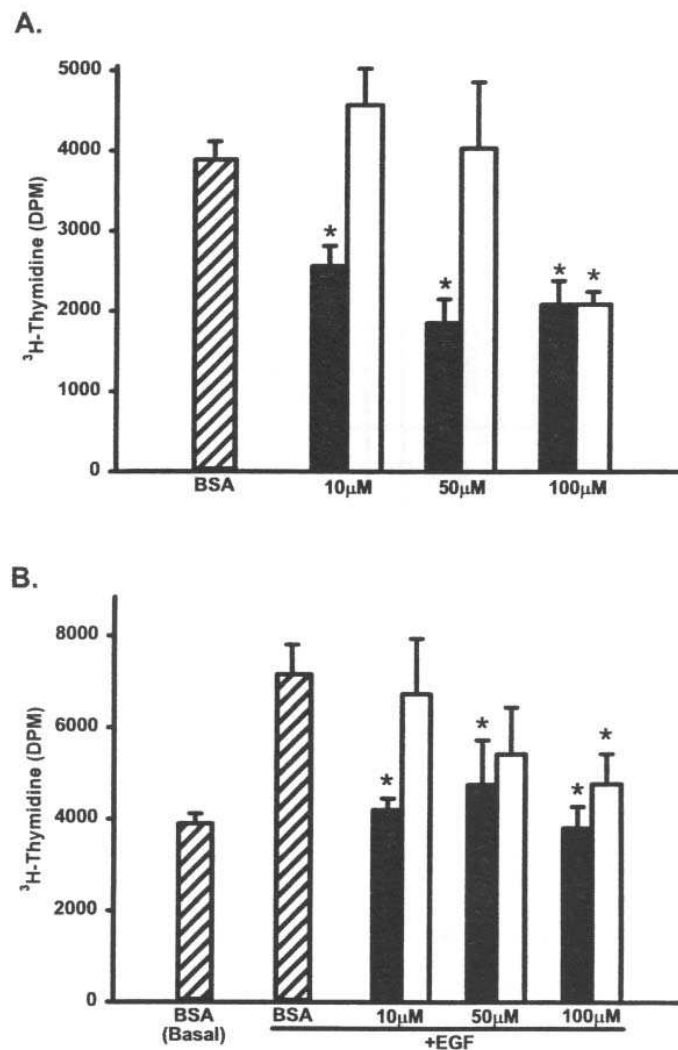 A.
5000
4000
3000
2000
1000
0
³H-Thymidine (DPM)
*
*
* *
BSA 10μM 50μM 100μM
B.
8000
6000
4000
2000
0
³H-Thymidine (DPM)
*
*
*
*
BSA BSA 10μM 50μM 100μM
(Basal) +EGF